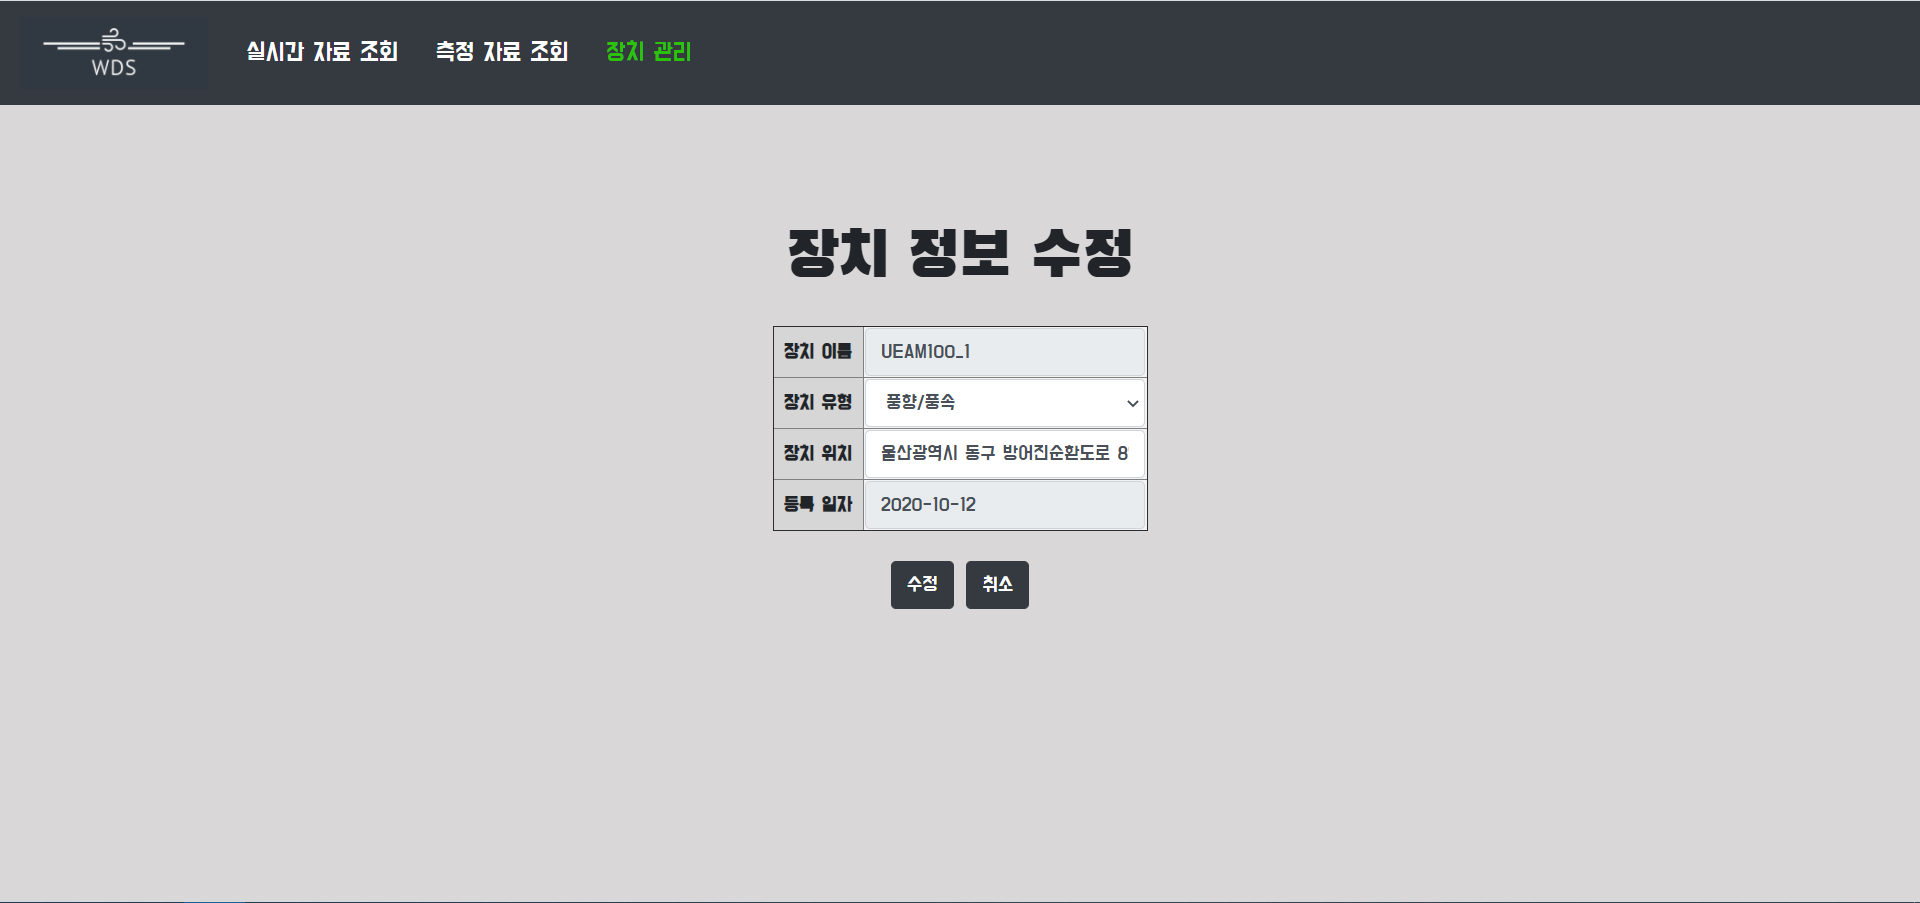 WDS
실시간 자료 조회 측정 자료 조회 장치 관리
장치 정보 수정
장치 이름 UEAM100_1
장치 유형 풍향/풍속
장치 위치 울산광역시 동구 방어진순환도로 8
등록 일자 2020-10-12
수정 취소